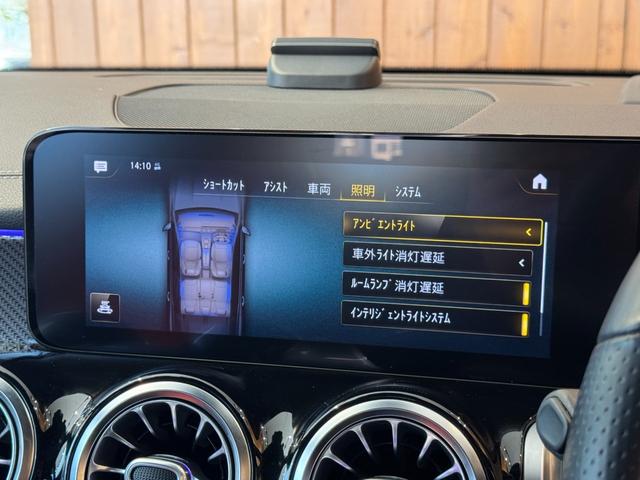 14:10
ｼｮｰﾄｶｯﾄ ｱｼｽﾄ 車両 照明 ｼｽﾃﾑ
ｱﾝﾋﾞｴﾝﾄﾗｲﾄ
車外ﾗｲﾄ消灯遅延
ﾙｰﾑﾗﾝﾌﾟ消灯遅延
ｲﾝﾃﾘｼﾞｪﾝﾄﾗｲﾄｼｽﾃﾑ